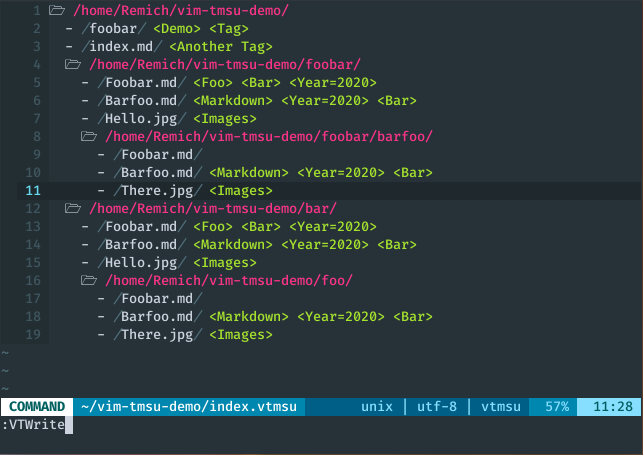 1 /home/Remich/vim-tmsu-demo/
2 - /foobar/ <Demo> <Tag>
3 - /index.md/ <Another Tag>
4 /home/Remich/vim-tmsu-demo/foobar/
5 - /Foobar.md/ <Foo> <Bar> <Year=2020>
6 - /Barfoo.md/ <Markdown> <Year=2020> <Bar>
7 - /Hello.jpg/ <Images>
8 /home/Remich/vim-tmsu-demo/foobar/barfoo/
9 - /Foobar.md/
10 - /Barfoo.md/ <Markdown> <Year=2020> <Bar>
11 - /There.jpg/ <Images>
12 /home/Remich/vim-tmsu-demo/bar/
13 - /Foobar.md/ <Foo> <Bar> <Year=2020>
14 - /Barfoo.md/ <Markdown> <Year=2020> <Bar>
15 - /Hello.jpg/ <Images>
16 /home/Remich/vim-tmsu-demo/foo/
17 - /Foobar.md/
18 - /Barfoo.md/ <Markdown> <Year=2020> <Bar>
19 - /There.jpg/ <Images>
~
~
~
COMMAND ~/vim-tmsu-demo/index.vtmsu unix | utf-8 | vtmsu 57% 11:28
:VTWrite